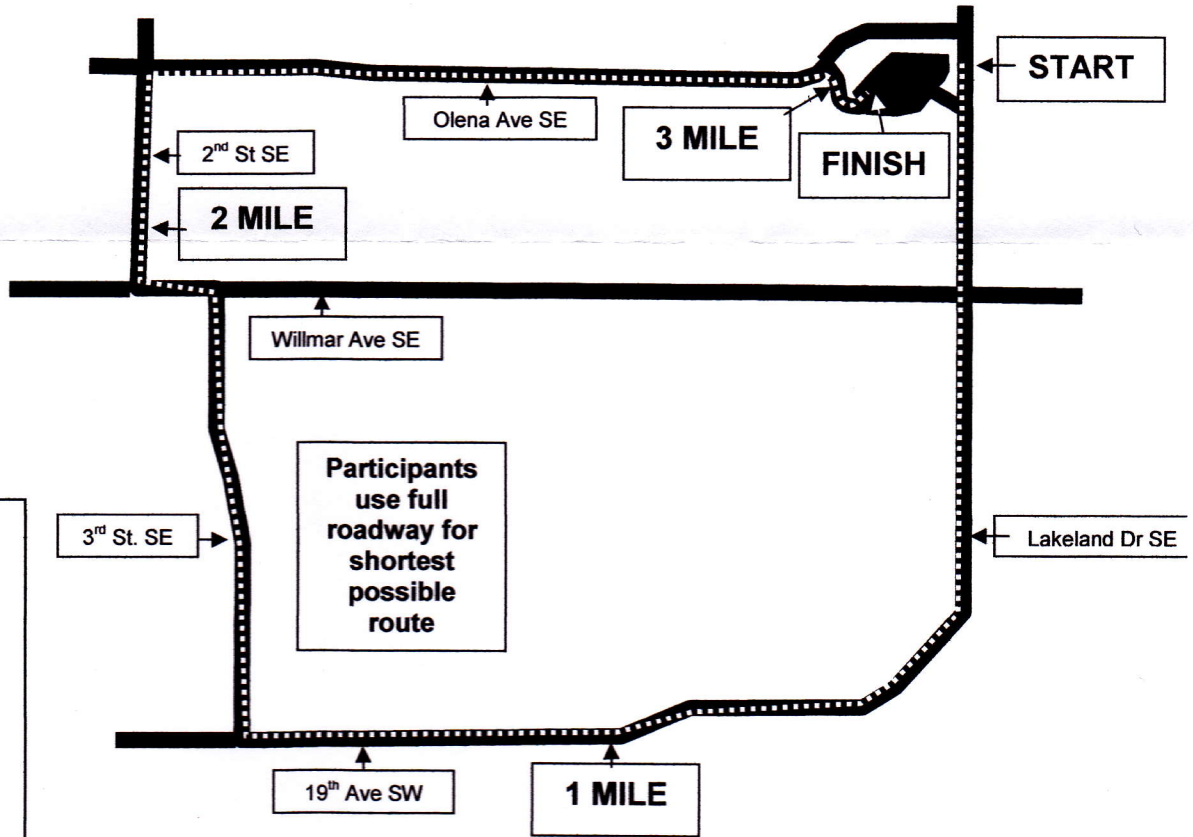 START
Olena Ave SE
3 MILE
FINISH
2nd St SE
2 MILE
Willmar Ave SE
Participants
use full
roadway for
shortest
possible
route
3rd St. SE
Lakeland Dr SE
19th Ave SW
1 MILE